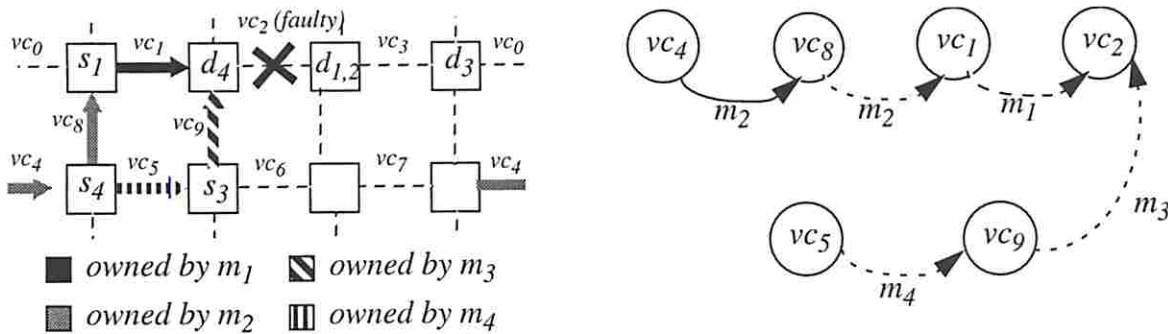 vc2 (faulty)
vc0 vc1 vc3 vc0
s1 d4 d1,2 d3
vc8 vc9
vc4 vc5 vc6 vc7 vc4
s4 s3
owned by m1 owned by m3
owned by m2 owned by m4
vc4 vc8 vc1 vc2
m2 m2 m1
m3
vc5 vc9
m4